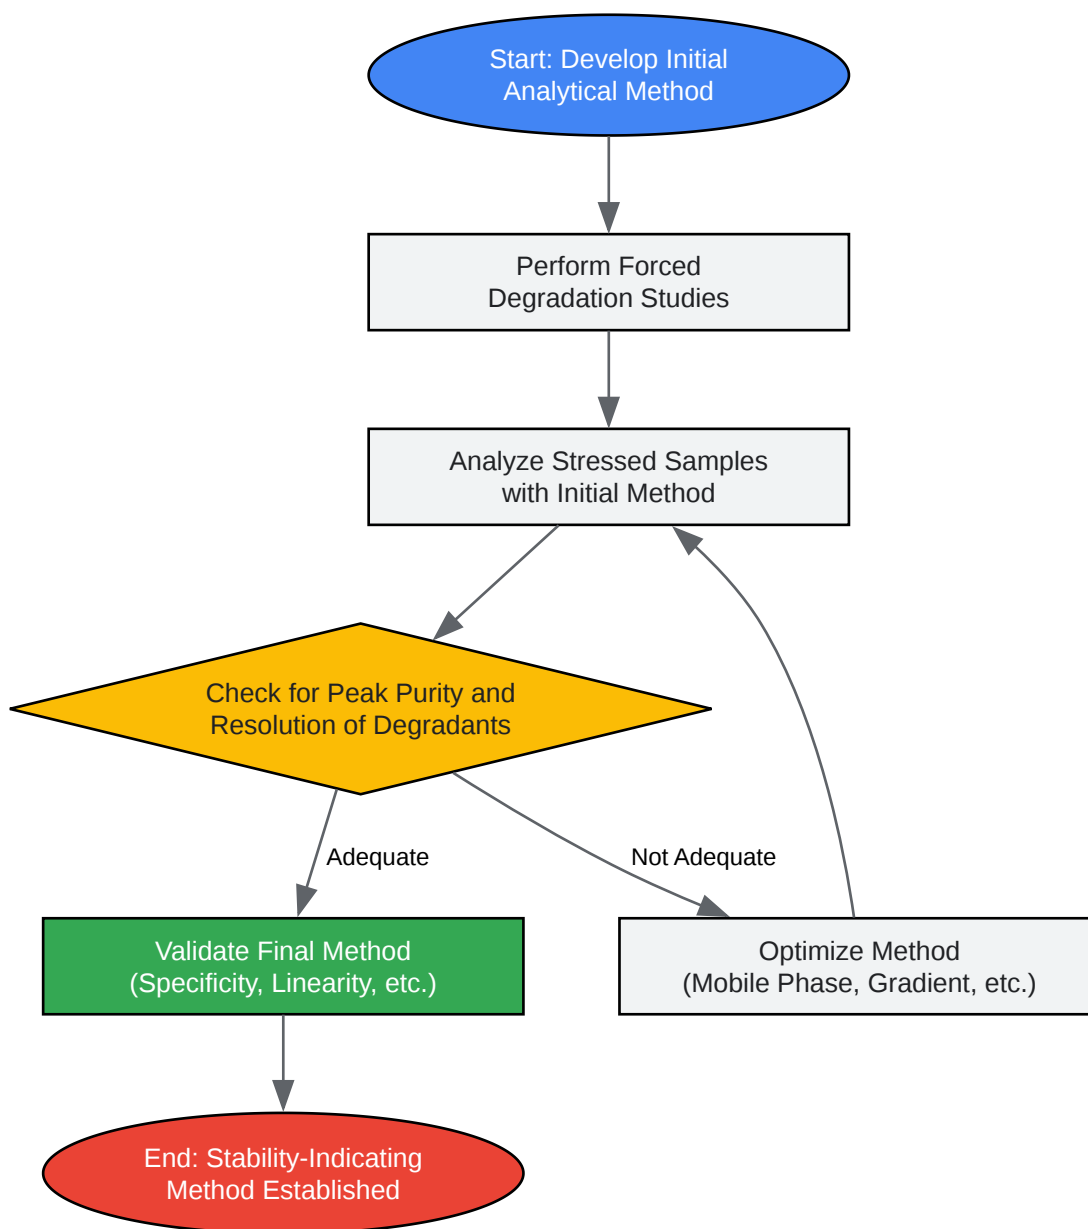 Start: Develop Initial
Analytical Method
Perform Forced
Degradation Studies
Analyze Stressed Samples
with Initial Method
Check for Peak Purity and
Resolution of Degradants
Adequate
Not Adequate
Validate Final Method
(Specificity, Linearity, etc.)
Optimize Method
(Mobile Phase, Gradient, etc.)
End: Stability-Indicating
Method Established